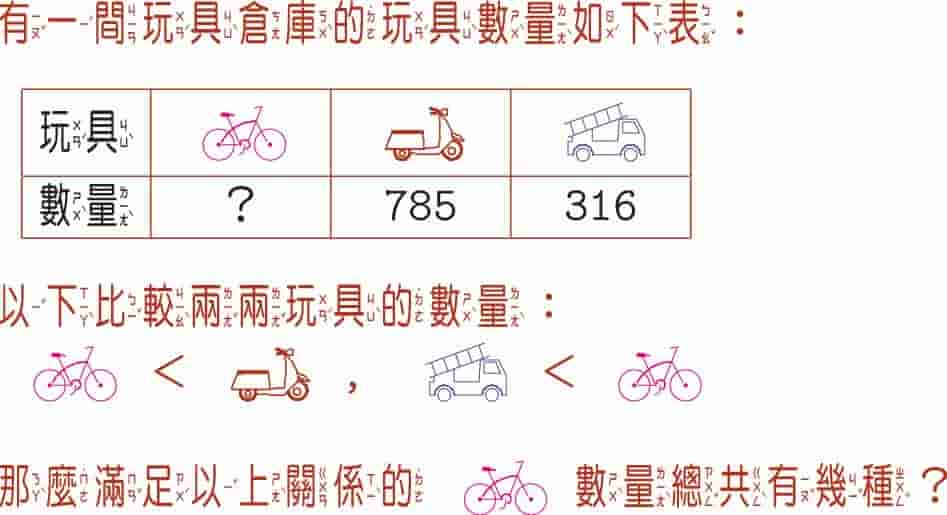 有一間玩具倉庫的玩具數量如下表：
玩具
數量 ? 785 316
以下比較兩兩玩具的數量：
< , <
那麼滿足以上關係的 數量總共有幾種？